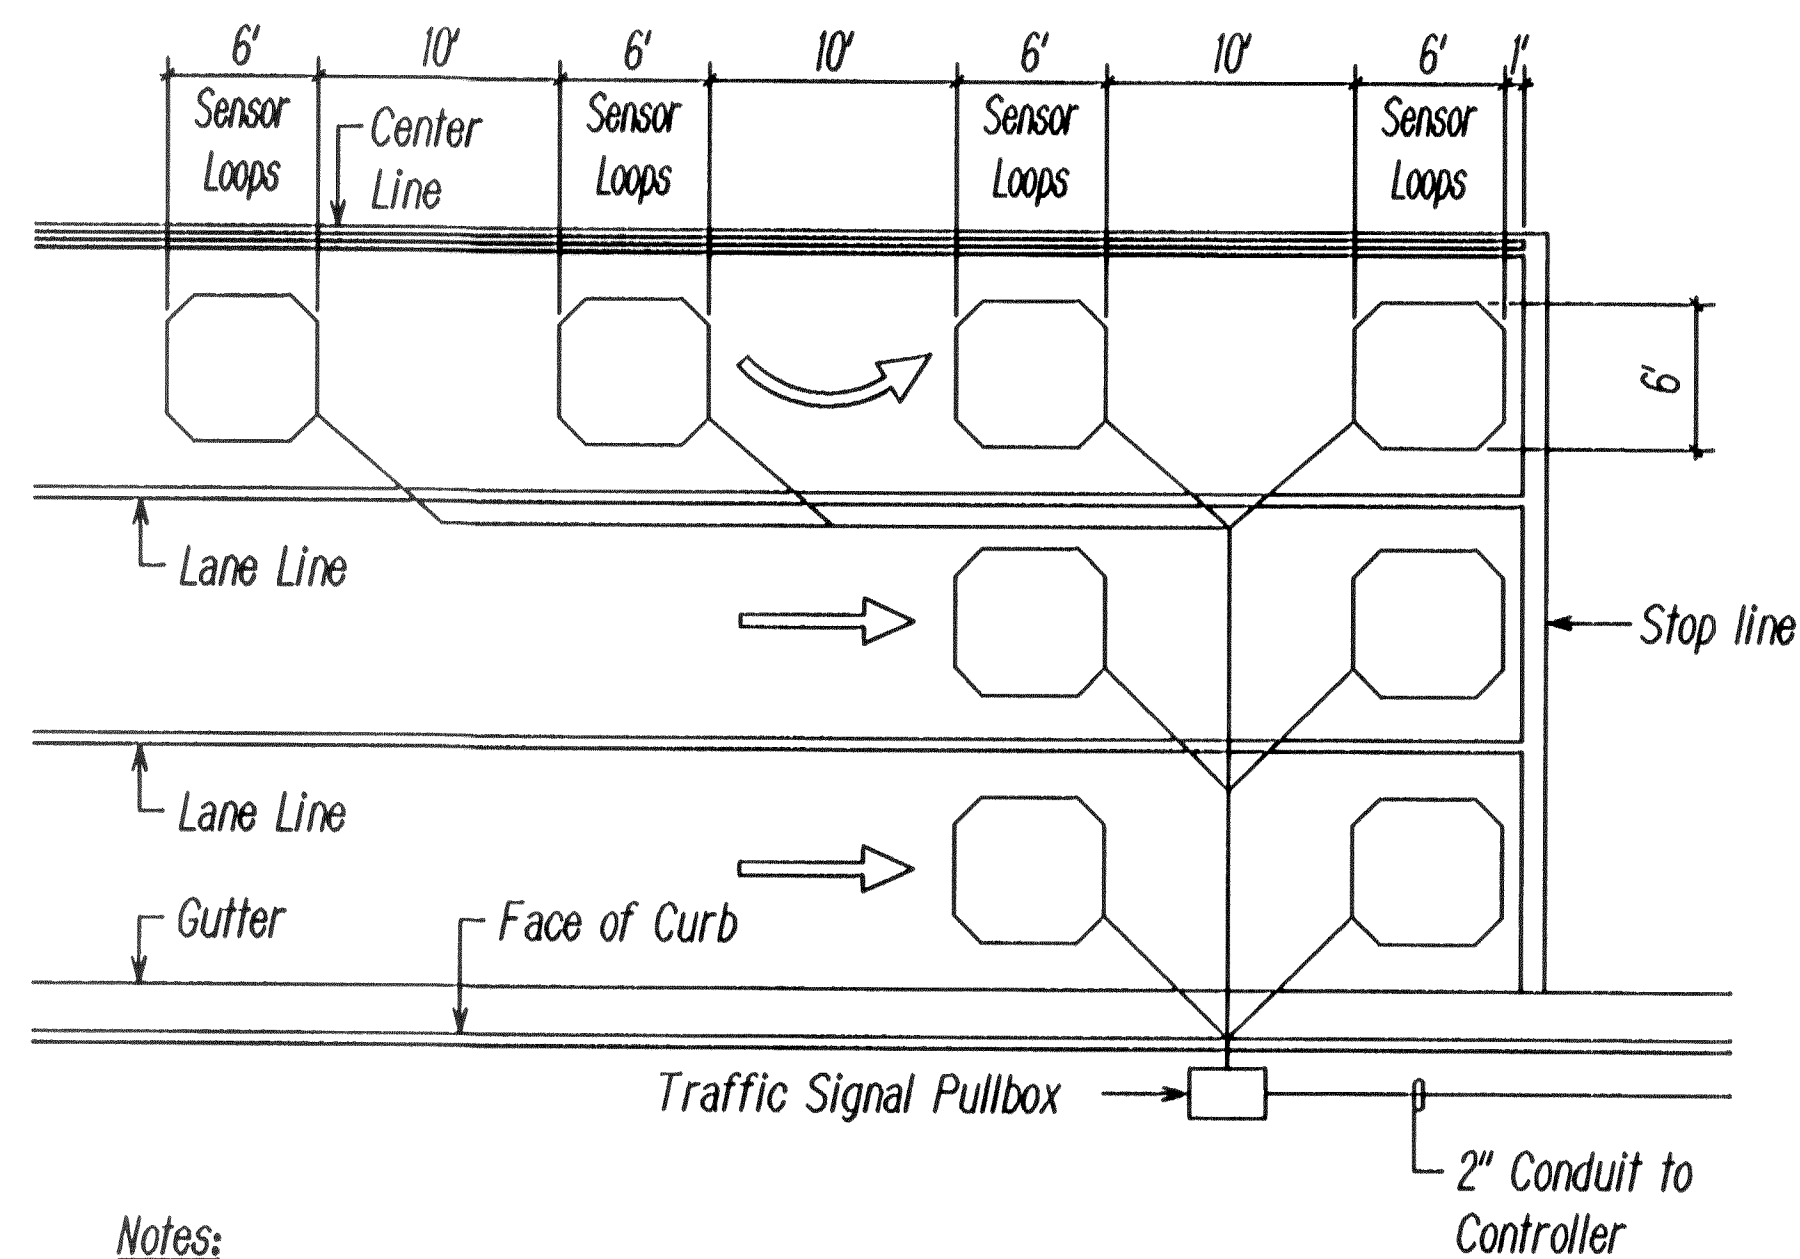 6' 10' 6' 10' 6' 10' 6' 1'
Sensor Sensor Sensor Sensor
Loops Loops Loops Loops
Center
Line
6'
Lane Line
Stop line
Lane Line
Gutter
Face of Curb
Traffic Signal Pullbox
2" Conduit to
Controller
Notes: